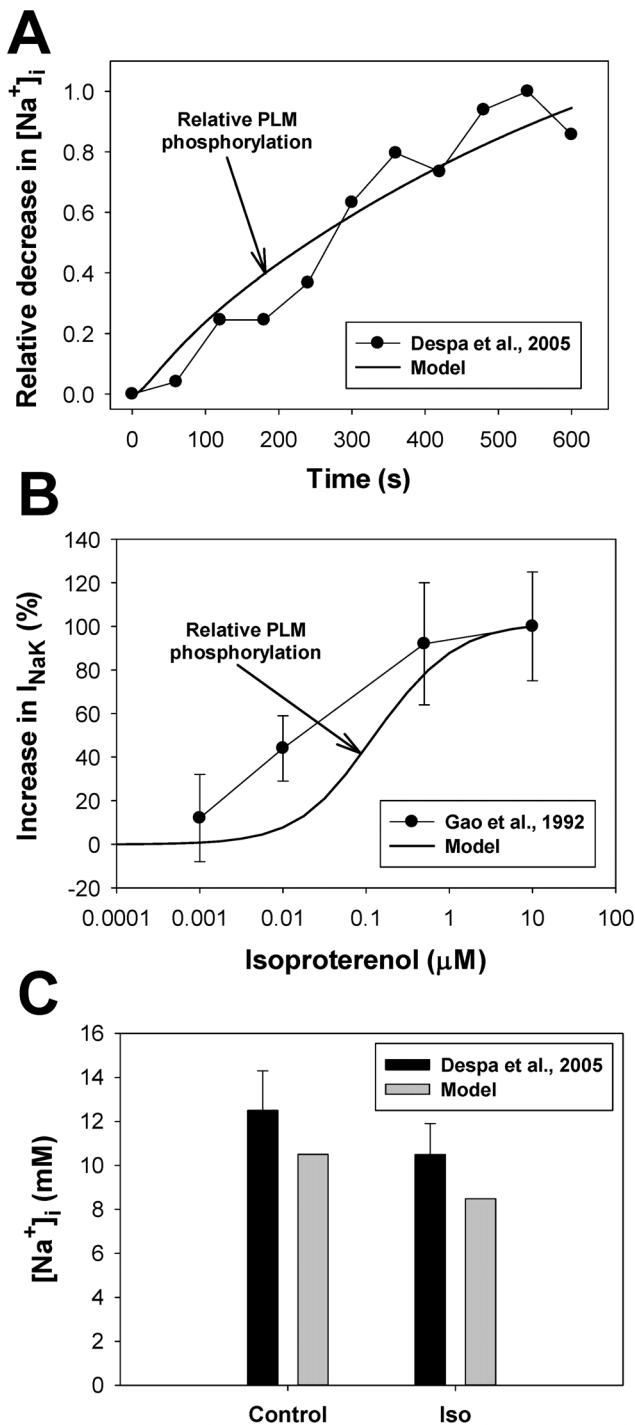 A
Relative decrease in [Na+]i
1.0
0.8
0.6
0.4
0.2
0.0
Relative PLM
phosphorylation
Despa et al., 2005
Model
0 100 200 300 400 500 600
Time (s)
B
Increase in INaK (%)
140
120
100
80
60
40
20
0
-20
Relative PLM
phosphorylation
Gao et al., 1992
Model
0.0001 0.001 0.01 0.1 1 10 100
Isoproterenol (μM)
C
[Na+]i (mM)
16
14
12
10
8
6
4
2
0
Despa et al., 2005
Model
Control Iso